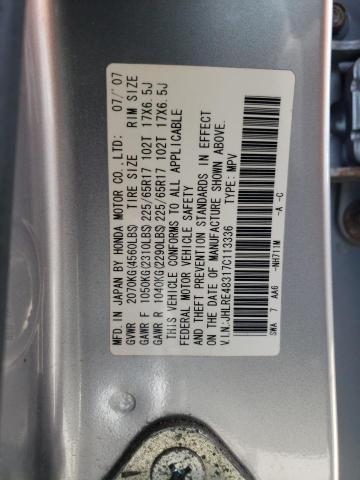 MFD.IN JAPAN BY HONDA MOTOR CO.,LTD: 07/'07
GVWR 2070KG(4560LBS) TIRE SIZE RIM SIZE
GAWR F 1050KG(2310LBS) 225/65R17 102T 17X6.5J
GAWR R 1040KG(2290LBS) 225/65R17 102T 17X6.5J
THIS VEHICLE CONFORMS TO ALL APPLICABLE
FEDERAL MOTOR VEHICLE SAFETY
AND THEFT PREVENTION STANDARDS IN EFFECT
ON THE DATE OF MANUFACTURE SHOWN ABOVE.
V.I.N.:JHLRE48317C113336 TYPE: MPV
SWA 7 AA6 -NH711M -A -C